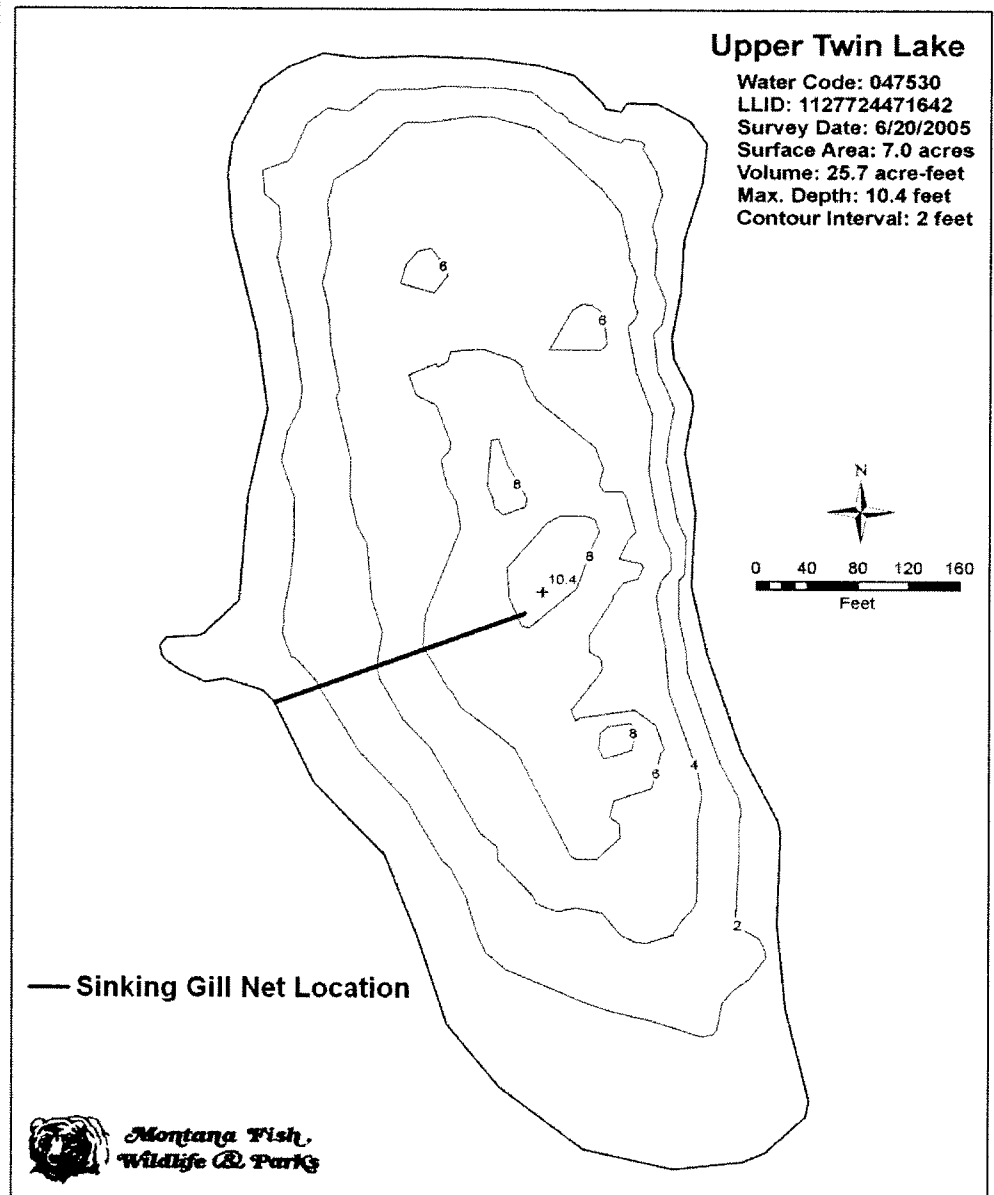 Upper Twin Lake
Water Code: 047530
LLID: 1127724471642
Survey Date: 6/20/2005
Surface Area: 7.0 acres
Volume: 25.7 acre-feet
Max. Depth: 10.4 feet
Contour Interval: 2 feet
6
6
8
8
10.4
N
0 40 80 120 160
Feet
8
6
4
2
Sinking Gill Net Location
Montana Fish,
Wildlife & Parks